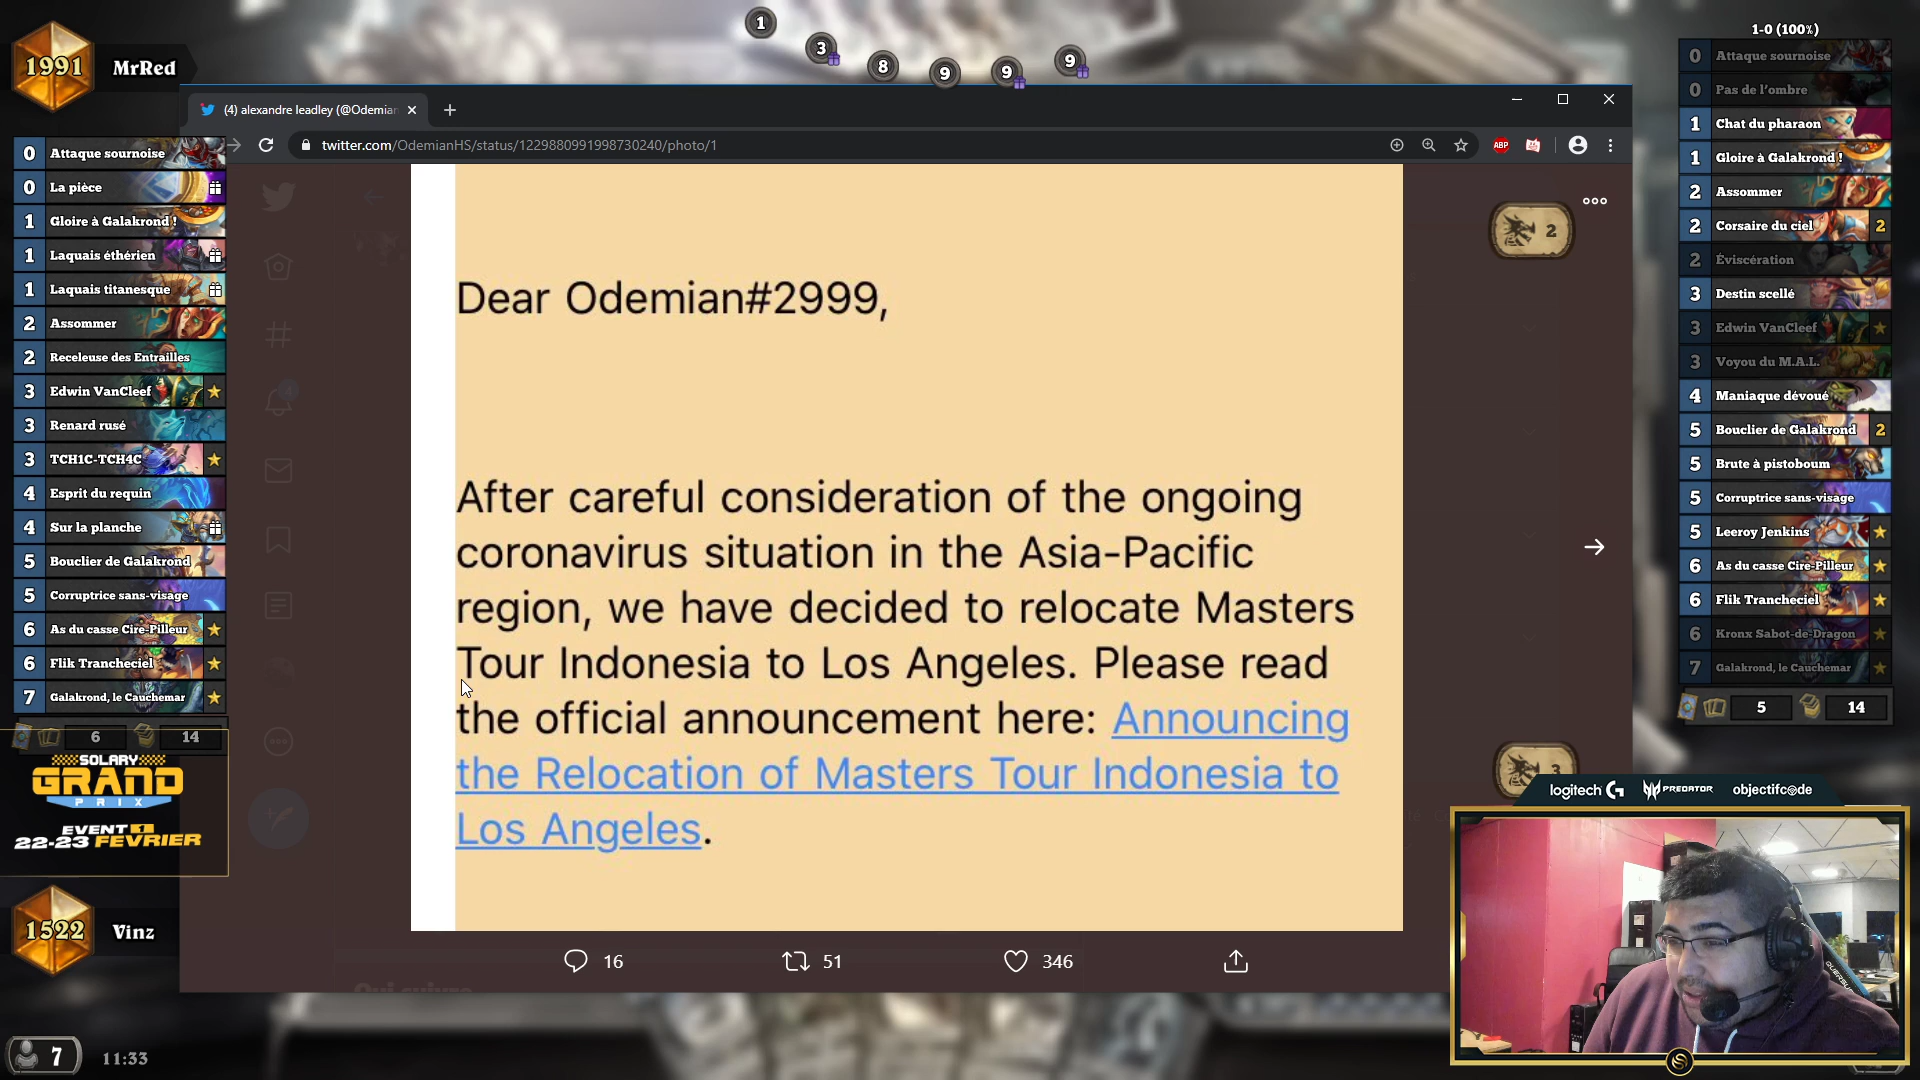 1991 MrRed
0 Attaque sournoise
0 La pièce
1 Gloire à Galakrond !
1 Laquais éthérien
1 Laquais titanesque
2 Assommer
2 Receleuse des Entrailles
3 Edwin VanCleef
3 Renard rusé
3 TCH1C-TCH4C
4 Esprit du requin
4 Sur la planche
5 Bouclier de Galakrond
5 Corruptrice sans-visage
6 As du casse Cire-Pilleur
6 Flik Trancheciel
7 Galakrond, le Cauchemar
6 14
SOLARY
GRAND
PRIX
EVENT 1
22-23 FEVRIER
1522 Vinz
7 11:33
1 3 8 9 9 9
(4) alexandre leadley (@Odemian
twitter.com/OdemianHS/status/1229880991998730240/photo/1
ABP
Dear Odemian#2999,
After careful consideration of the ongoing
coronavirus situation in the Asia-Pacific
region, we have decided to relocate Masters
Tour Indonesia to Los Angeles. Please read
the official announcement here: Announcing
the Relocation of Masters Tour Indonesia to
Los Angeles.
16 51 346
2
3
1-0 (100%)
0 Attaque sournoise
0 Pas de l'ombre
1 Chat du pharaon
1 Gloire à Galakrond !
2 Assommer
2 Corsaire du ciel 2
2 Éviscération
3 Destin scellé
3 Edwin VanCleef
3 Voyou du M.A.L.
4 Maniaque dévoué
5 Bouclier de Galakrond 2
5 Brute à pistoboum
5 Corruptrice sans-visage
5 Leeroy Jenkins
6 As du casse Cire-Pilleur
6 Flik Trancheciel
6 Kronx Sabot-de-Dragon
7 Galakrond, le Cauchemar
5 14
logitech G PREDATOR objectifcode